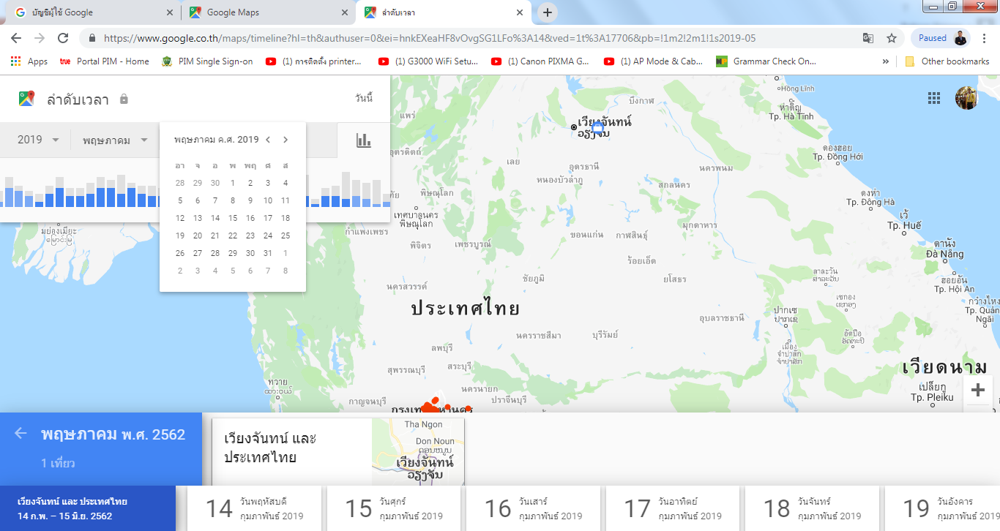 บัญชีผู้ใช้ Google
Google Maps
ลำดับเวลา
https://www.google.co.th/maps/timeline?hl=th&authuser=0&ei=hnkEXeaHF8vOvgSG1LFo%3A14&ved=1t%3A17706&pb=!1m2!2m1!1s2019-05
Paused
Apps
true Portal PIM - Home
PIM Single Sign-on
(1) การติดตั้ง printer...
(1) G3000 WiFi Setu...
(1) Canon PIXMA G...
(1) AP Mode & Cab...
Grammar Check On...
»
Other bookmarks
ลำดับเวลา
วันนี้
2019
พฤษภาคม
พฤษภาคม ค.ศ. 2019
อา จ อ พ พฤ ศ ส
28 29 30 1 2 3 4
5 6 7 8 9 10 11
12 13 14 15 16 17 18
19 20 21 22 23 24 25
26 27 28 29 30 31 1
2 3 4 5 6 7 8
แพร่
อุตรดิตถ์
บึงกาฬ
เวียงจันทน์
ວຽງຈັນ
เลย
อุดรธานี
หนองบัวลำภู
นครพนม
สกลนคร
พิษณุโลก
เทศบาลนคร
พิษณุโลก
กำแพงเพชร
พิจิตร
เพชรบูรณ์
ขอนแก่น
กาฬสินธุ์
มุกดาหาร
ร้อยเอ็ด
ชัยภูมิ
ยโสธร
นครสวรรค์
ประเทศไทย
อุบลราชธานี
นครราชสีมา
บุรีรัมย์
ลพบุรี
สระบุรี
สุพรรณบุรี
นครนายก
กาญจนบุรี
ปราจีนบุรี
ทวาย
ထားဝယ်
Hồng Lĩnh
ห่าติ๊ญ
Tp. Hà Tĩnh
ดองฮอย
Tp. Đồng Hới
ดงห่า
Tp. Đông Hà
เว้
Tp. Huế
ดานัง
Đà Nẵng
ฮอยอัน
Tp. Hội An
กว๋างหงาย
Tp. Quảng
Ngãi
ปากเซ
ປາກເຊ
เซกอง
ເຊກອງ
อัตปือ
ອັດຕະປື
เมือง
จำปาสัก
ຈຳປາສັກ
เวียดนาม
เปล็ยกู
Tp. Pleiku
พฤษภาคม พ.ศ. 2562
1 เที่ยว
เวียงจันทน์ และ
ประเทศไทย
Tha Ngon
Don Noun
ດອນໜູນ
เวียงจันทน์
ວຽງຈັນ
เวียงจันทน์ และ ประเทศไทย
14 ก.พ. – 15 มิ.ย. 2562
14 วันพฤหัสบดี
กุมภาพันธ์ 2019
15 วันศุกร์
กุมภาพันธ์ 2019
16 วันเสาร์
กุมภาพันธ์ 2019
17 วันอาทิตย์
กุมภาพันธ์ 2019
18 วันจันทร์
กุมภาพันธ์ 2019
19 วันอังคาร
กุมภาพันธ์ 2019